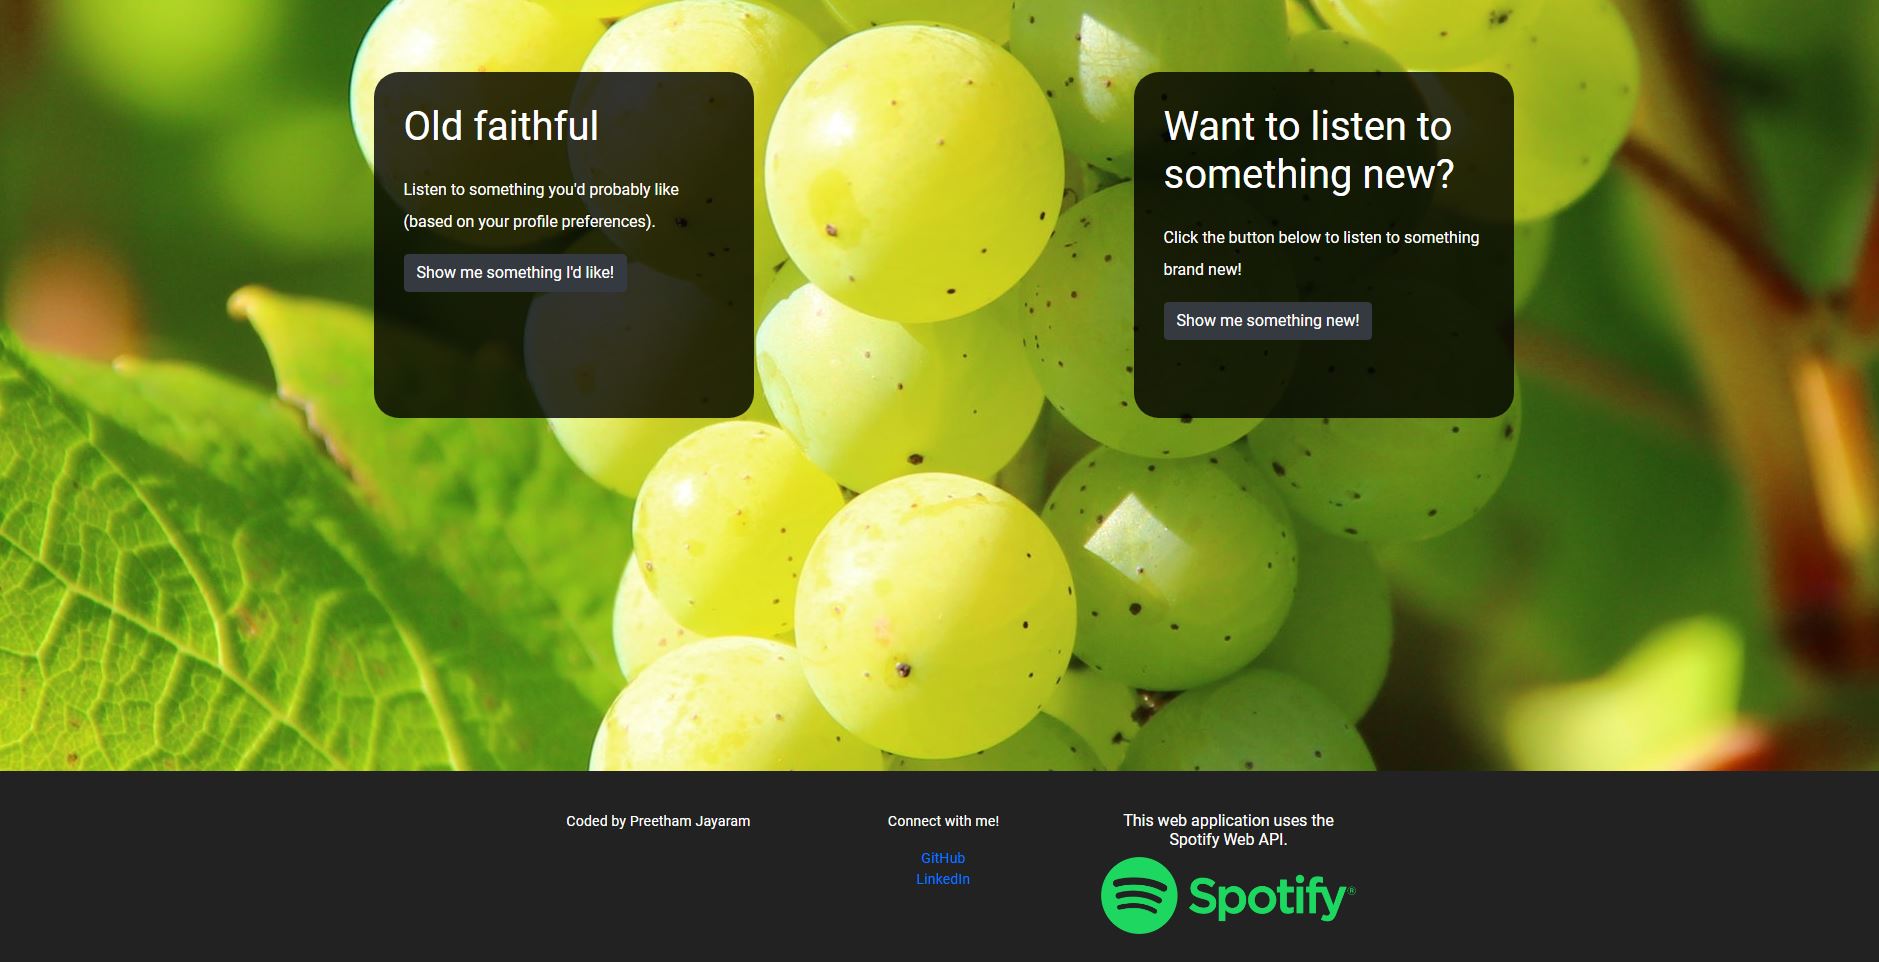 Old faithful
Listen to something you'd probably like
(based on your profile preferences).
Show me something I'd like!
Want to listen to
something new?
Click the button below to listen to something
brand new!
Show me something new!
Coded by Preetham Jayaram
Connect with me!
GitHub
LinkedIn
This web application uses the
Spotify Web API.
Spotify®